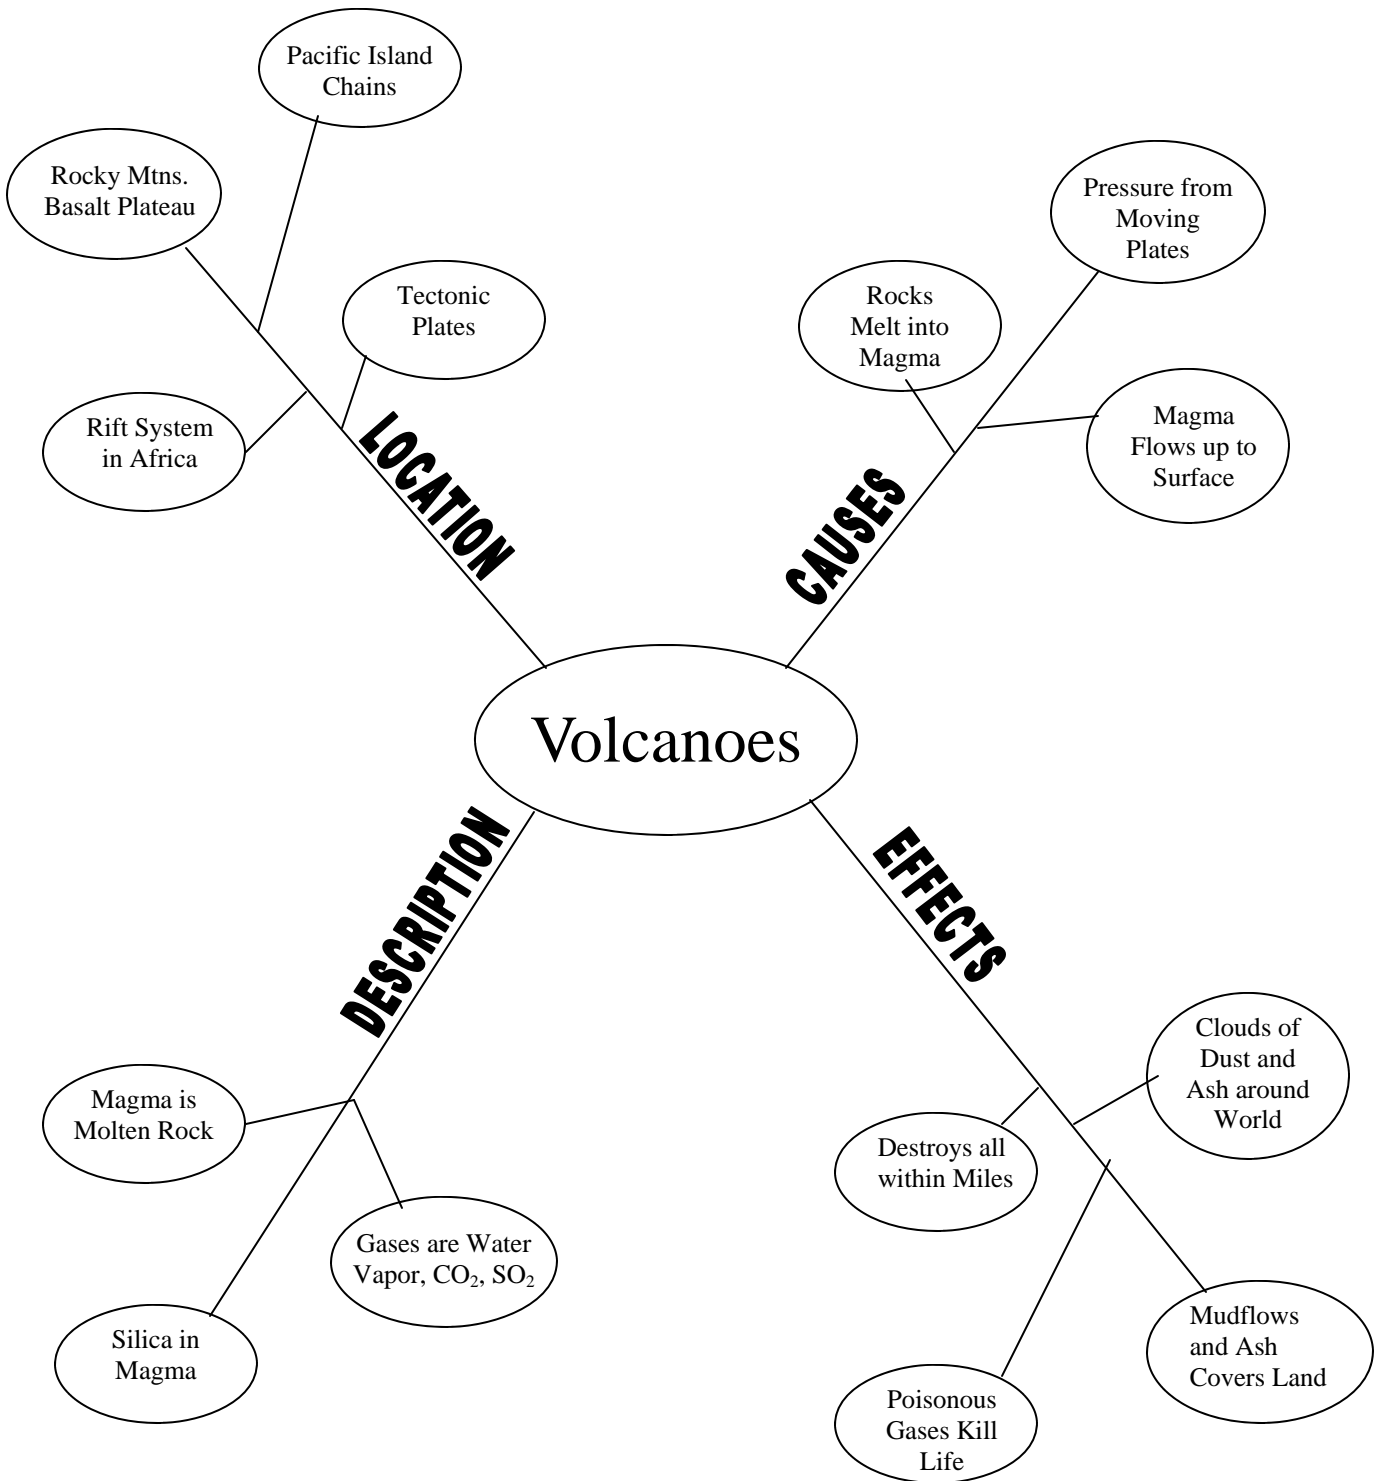 Pacific Island
Chains
Rocky Mtns.
Basalt Plateau
Tectonic
Plates
Rift System
in Africa
LOCATION
Pressure from
Moving
Plates
Rocks
Melt into
Magma
Magma
Flows up to
Surface
CAUSES
Volcanoes
DESCRIPTION
Magma is
Molten Rock
Gases are Water
Vapor, CO₂, SO₂
Silica in
Magma
EFFECTS
Clouds of
Dust and
Ash around
World
Destroys all
within Miles
Mudflows
and Ash
Covers Land
Poisonous
Gases Kill
Life